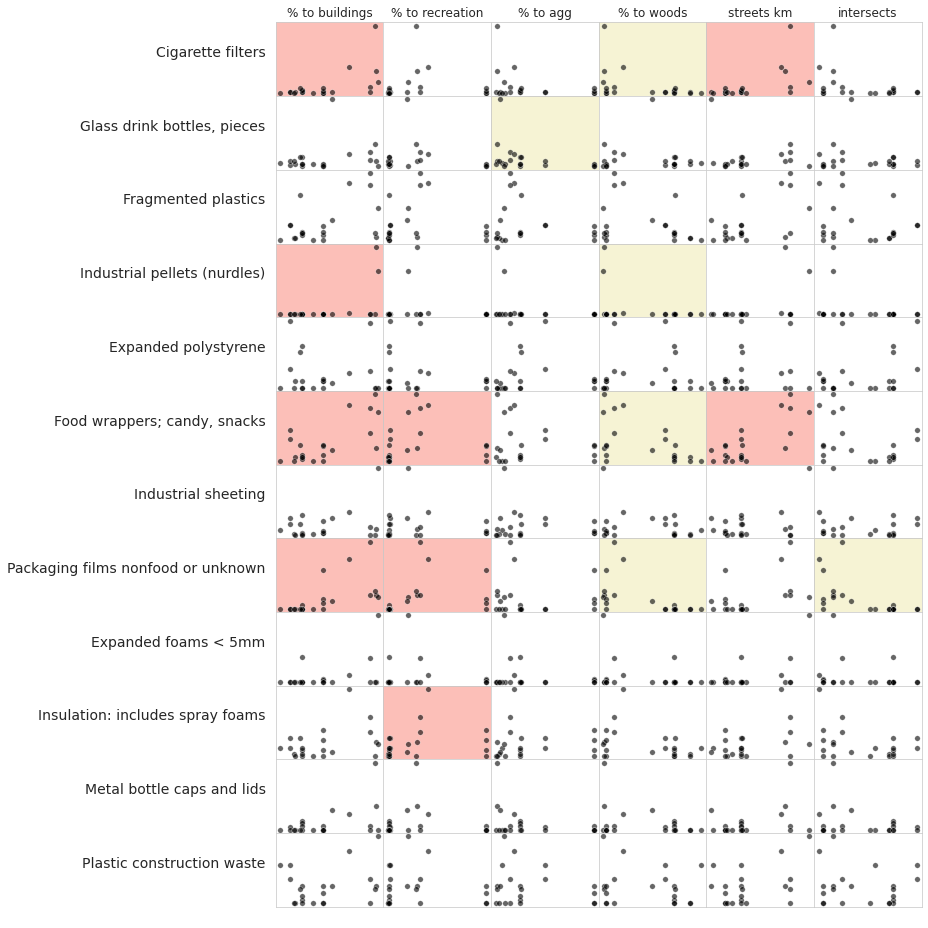 % to buildings % to recreation % to agg % to woods streets km intersects
Cigarette filters
Glass drink bottles, pieces
Fragmented plastics
Industrial pellets (nurdles)
Expanded polystyrene
Food wrappers; candy, snacks
Industrial sheeting
Packaging films nonfood or unknown
Expanded foams < 5mm
Insulation: includes spray foams
Metal bottle caps and lids
Plastic construction waste